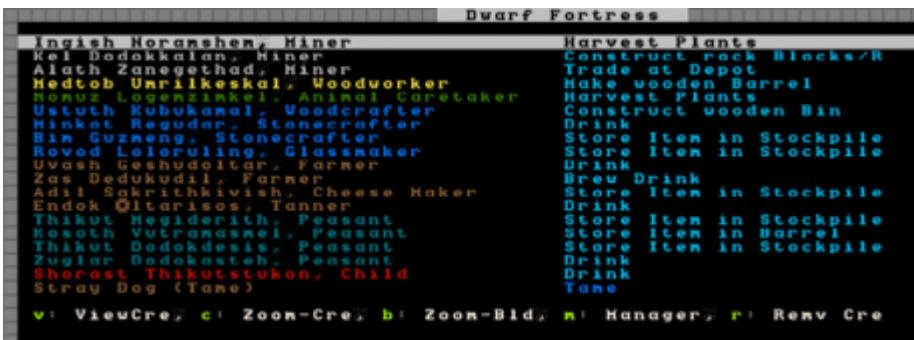 Dwarf Fortress
Ingish Noramshem, Miner Harvest Plants
Kel Dodokkalan, Miner Construct rock Blocks/R
Alath Zanegethad, Miner Trade at Depot
Hedtob Umrilkeskal, Woodworker Make wooden Barrel
Momuz Logemzimkel, Animal Caretaker Harvest Plants
Ustuth Kubukamal, Woodcrafter Construct wooden Bin
Minkot Regudar, Stonecrafter Drink
Bim Guzmong, Stonecrafter Store Item in Stockpile
Rovod Loloruling, Glassmaker Store Item in Stockpile
Uvash Geshudoltar, Farmer Drink
Zas Dedukudil, Farmer Brew Drink
Adil Sakrithkivish, Cheese Maker Store Item in Stockpile
Endok Oltarisos, Tanner Drink
Thikut Megiderith, Peasant Store Item in Stockpile
Kosoth Vutramasmel, Peasant Store Item in Barrel
Thikut Dodokdesis, Peasant Store Item in Stockpile
Zuglar Dodokasteh, Peasant Drink
Shorast Thikutstukon, Child Drink
Stray Dog (Tame) Tame
v: ViewCre, c: Zoom-Cre, b: Zoom-Bld, m: Manager, r: Remv Cre